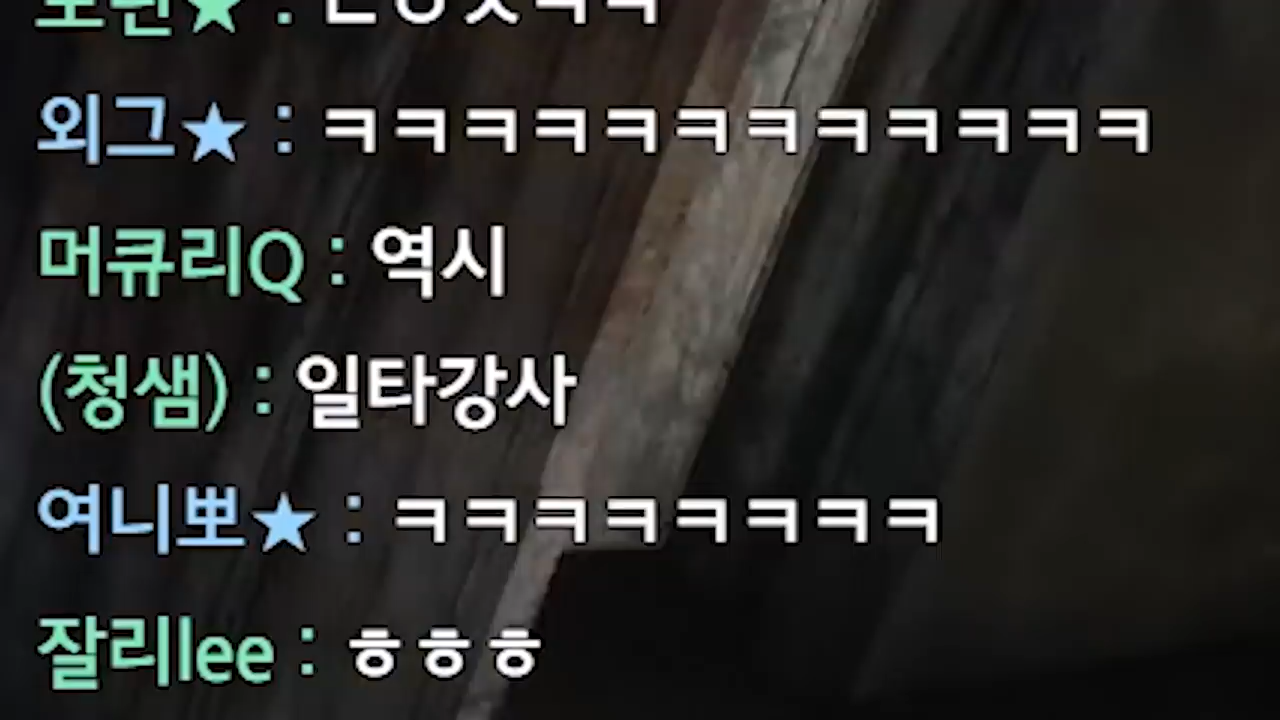 외그★ : ㅋㅋㅋㅋㅋㅋㅋㅋㅋㅋㅋㅋ
머큐리Q : 역시
(청샘) : 일타강사
여니뽀★ : ㅋㅋㅋㅋㅋㅋㅋㅋ
잘리lee : ㅎㅎㅎ